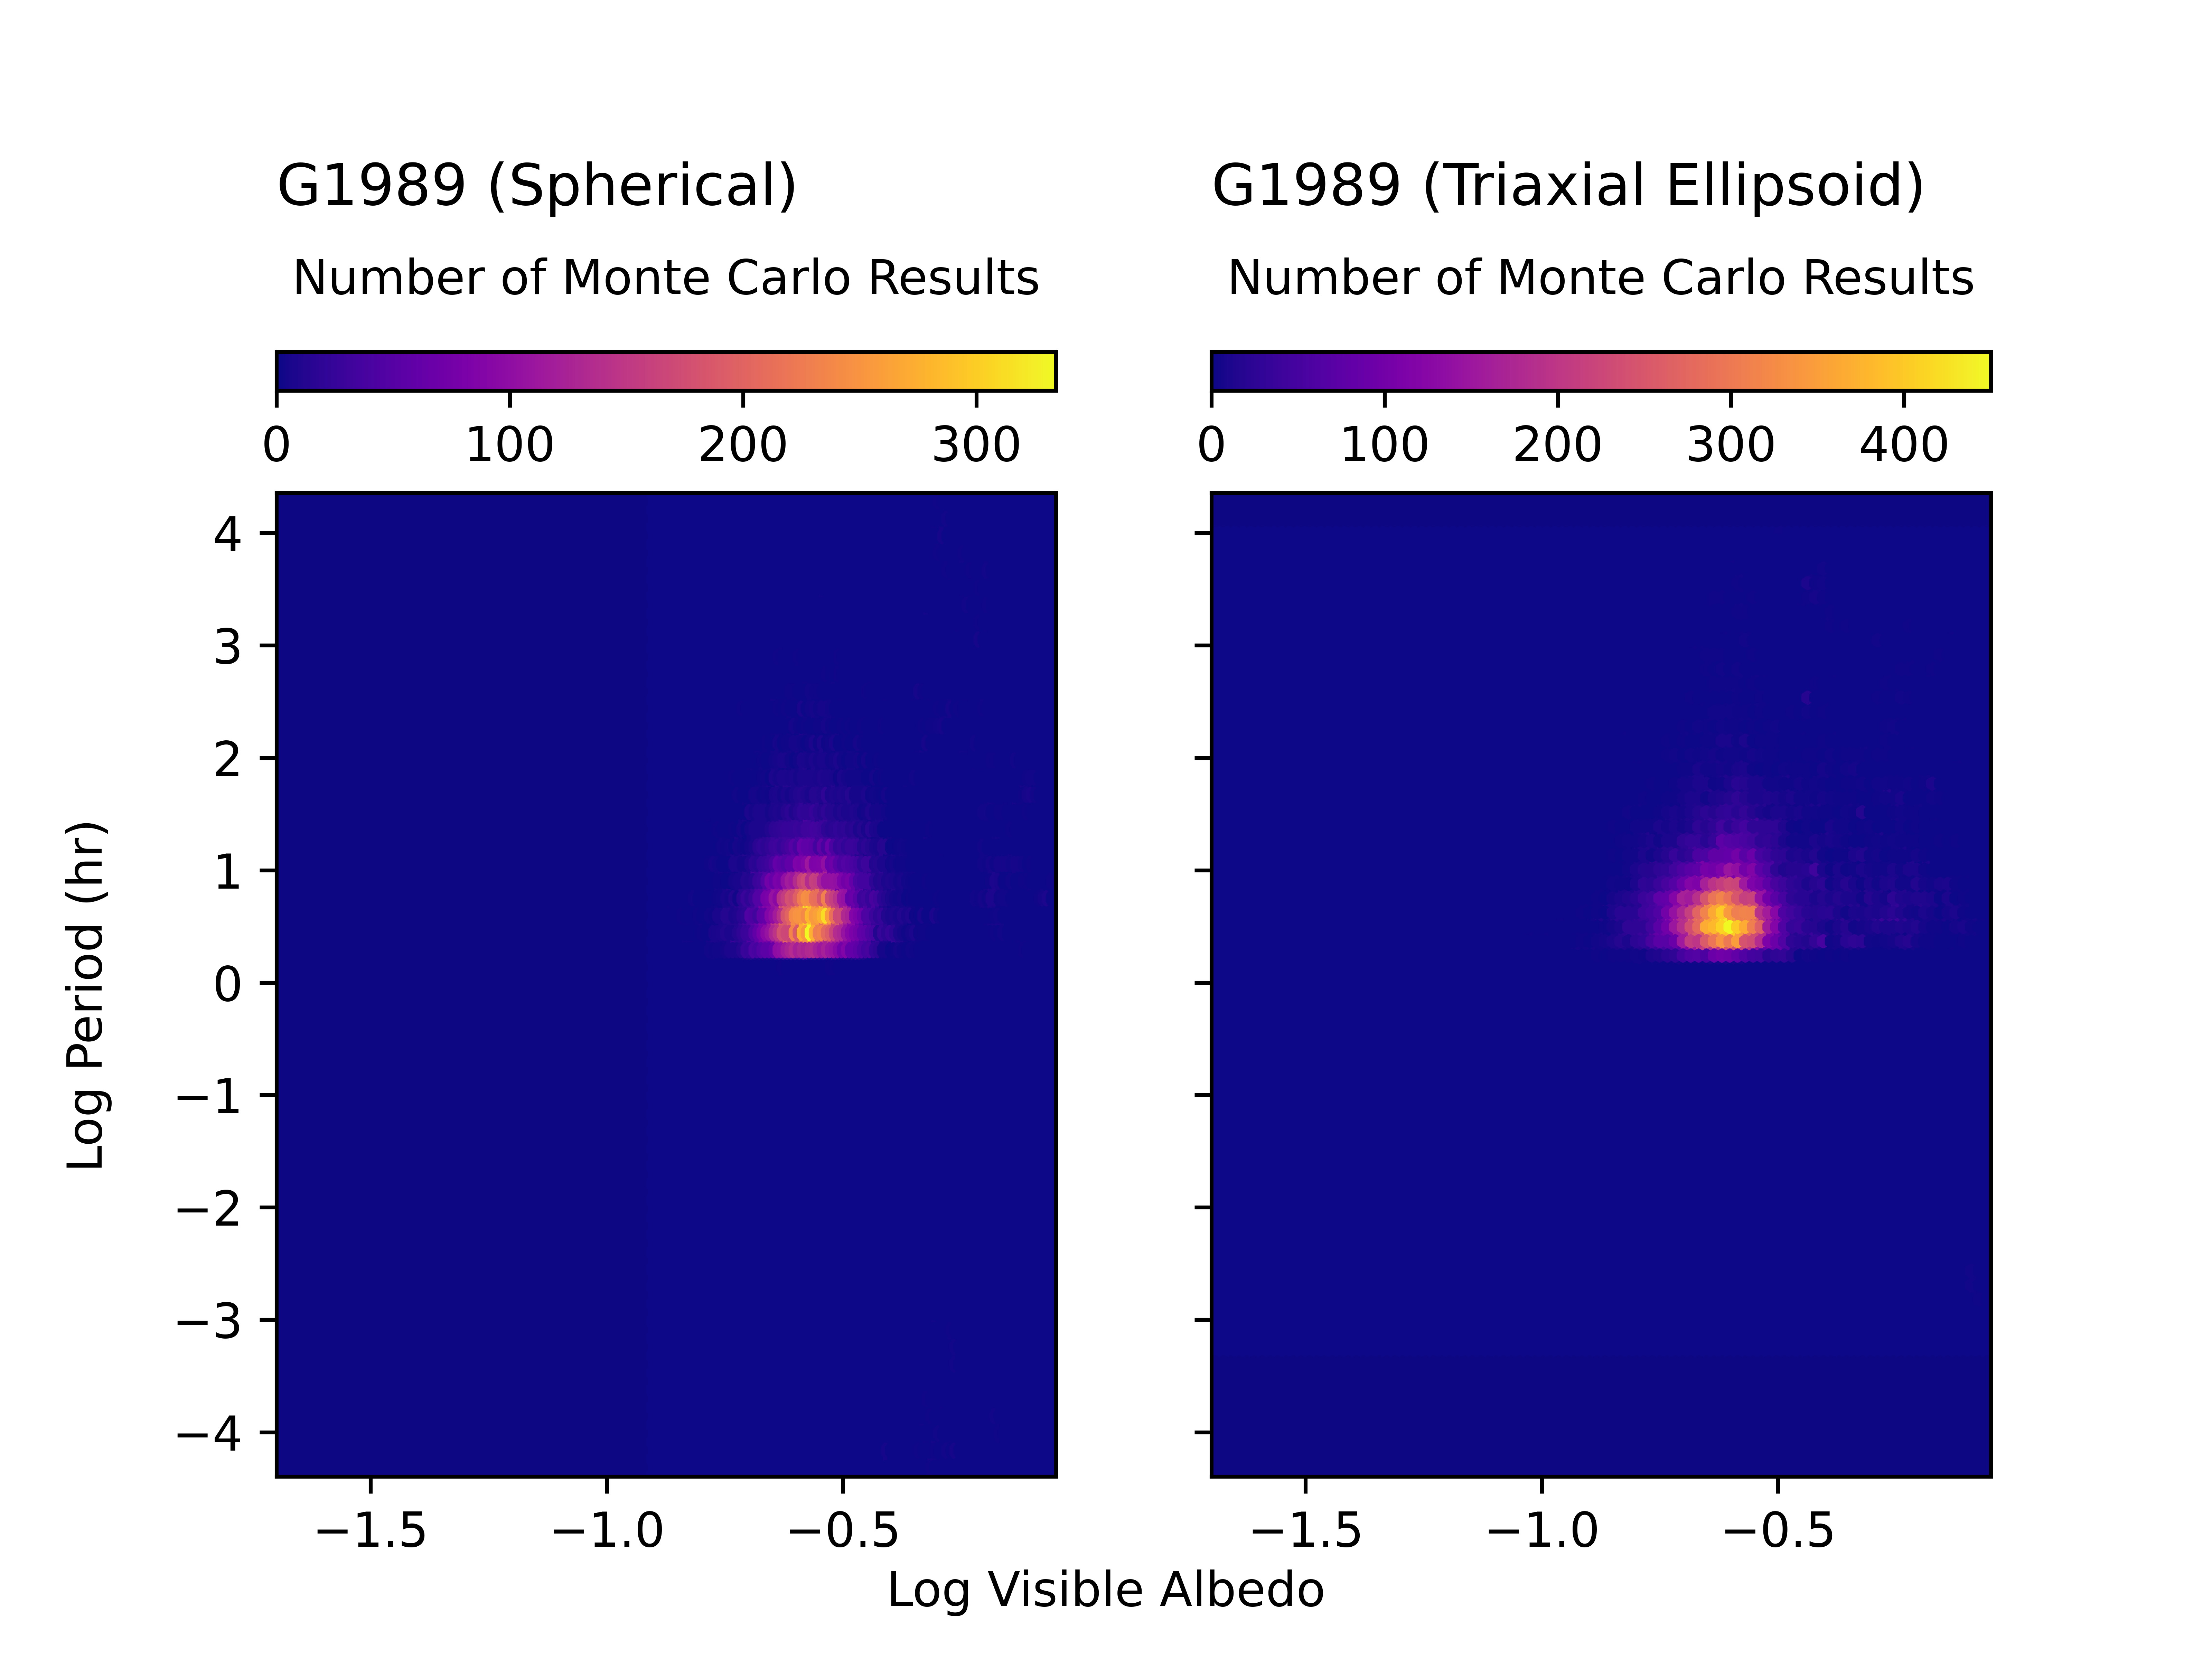 G1989 (Spherical)
Number of Monte Carlo Results
0 100 200 300
G1989 (Triaxial Ellipsoid)
Number of Monte Carlo Results
0 100 200 300 400
Log Period (hr)
4
3
2
1
0
−1
−2
−3
−4
−1.5 −1.0 −0.5
−1.5 −1.0 −0.5
Log Visible Albedo